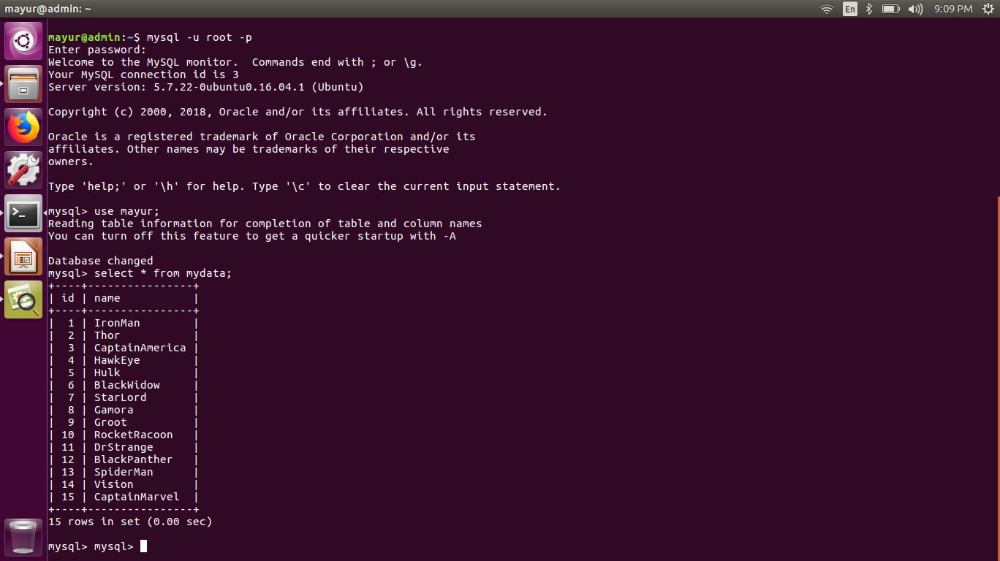 mayur@admin: ~
En
9:09 PM
mayur@admin:~$ mysql -u root -p
Enter password:
Welcome to the MySQL monitor.  Commands end with ; or \g.
Your MySQL connection id is 3
Server version: 5.7.22-0ubuntu0.16.04.1 (Ubuntu)

Copyright (c) 2000, 2018, Oracle and/or its affiliates. All rights reserved.

Oracle is a registered trademark of Oracle Corporation and/or its
affiliates. Other names may be trademarks of their respective
owners.

Type 'help;' or '\h' for help. Type '\c' to clear the current input statement.

mysql> use mayur;
Reading table information for completion of table and column names
You can turn off this feature to get a quicker startup with -A

Database changed
mysql> select * from mydata;
+----+----------------+
| id | name           |
+----+----------------+
|  1 | IronMan        |
|  2 | Thor           |
|  3 | CaptainAmerica |
|  4 | HawkEye        |
|  5 | Hulk           |
|  6 | BlackWidow     |
|  7 | StarLord       |
|  8 | Gamora         |
|  9 | Groot          |
| 10 | RocketRacoon   |
| 11 | DrStrange      |
| 12 | BlackPanther   |
| 13 | SpiderMan      |
| 14 | Vision         |
| 15 | CaptainMarvel  |
+----+----------------+
15 rows in set (0.00 sec)

mysql> mysql>